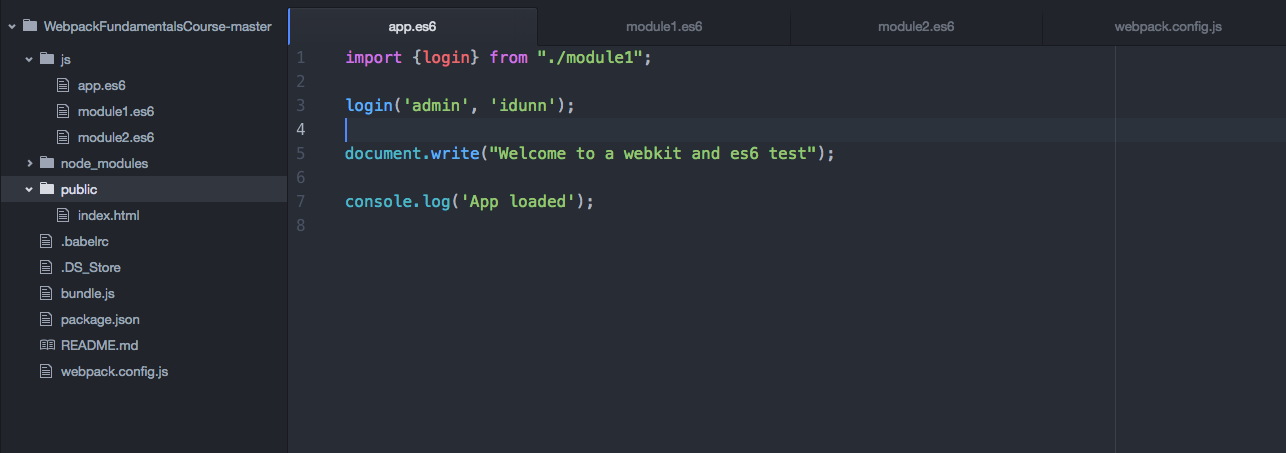 WebpackFundamentalsCourse-master
js
app.es6
module1.es6
module2.es6
node_modules
public
index.html
.babelrc
.DS_Store
bundle.js
package.json
README.md
webpack.config.js
app.es6 module1.es6 module2.es6 webpack.config.js
1 import {login} from "./module1";
2
3 login('admin', 'idunn');
4
5 document.write("Welcome to a webkit and es6 test");
6
7 console.log('App loaded');
8